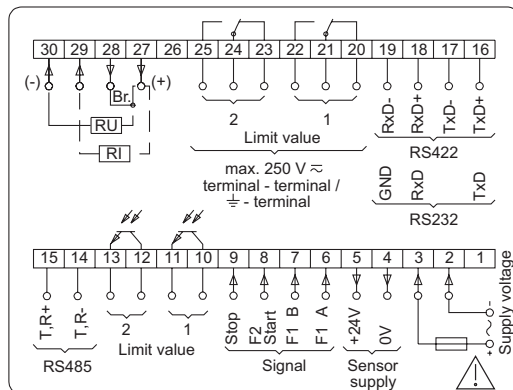 30 29 28 27 26 25 24 23 22 21 20 19 18 17 16
(-) (+)
Br.
RU
RI
2 1
Limit value
max. 250 V ⎓
terminal - terminal /
⏚ - terminal
RxD- RxD+ TxD- TxD+
RS422
GND RxD TxD
RS232
15 14 13 12 11 10 9 8 7 6 5 4 3 2 1
T,R+ T,R-
RS485
2 1
Limit value
Stop
F2
Start
F1 B
F1 A
Signal
+24V
0V
Sensor
supply
- ~ +
Supply voltage
!